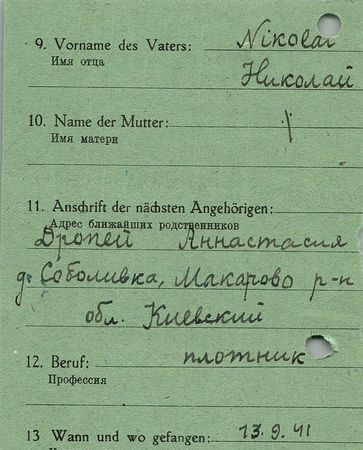 9. Vorname des Vaters: Nikolai
Имя отца Николай
10. Name der Mutter: \
Имя матери
11. Anschrift der nächsten Angehörigen:
Адрес ближайших родственников
Дропей Аннастасия
д. Соболивка, Макарово р-н
обл. Киевский
12. Beruf: плотник
Профессия
13 Wann und wo gefangen: 13.9.41